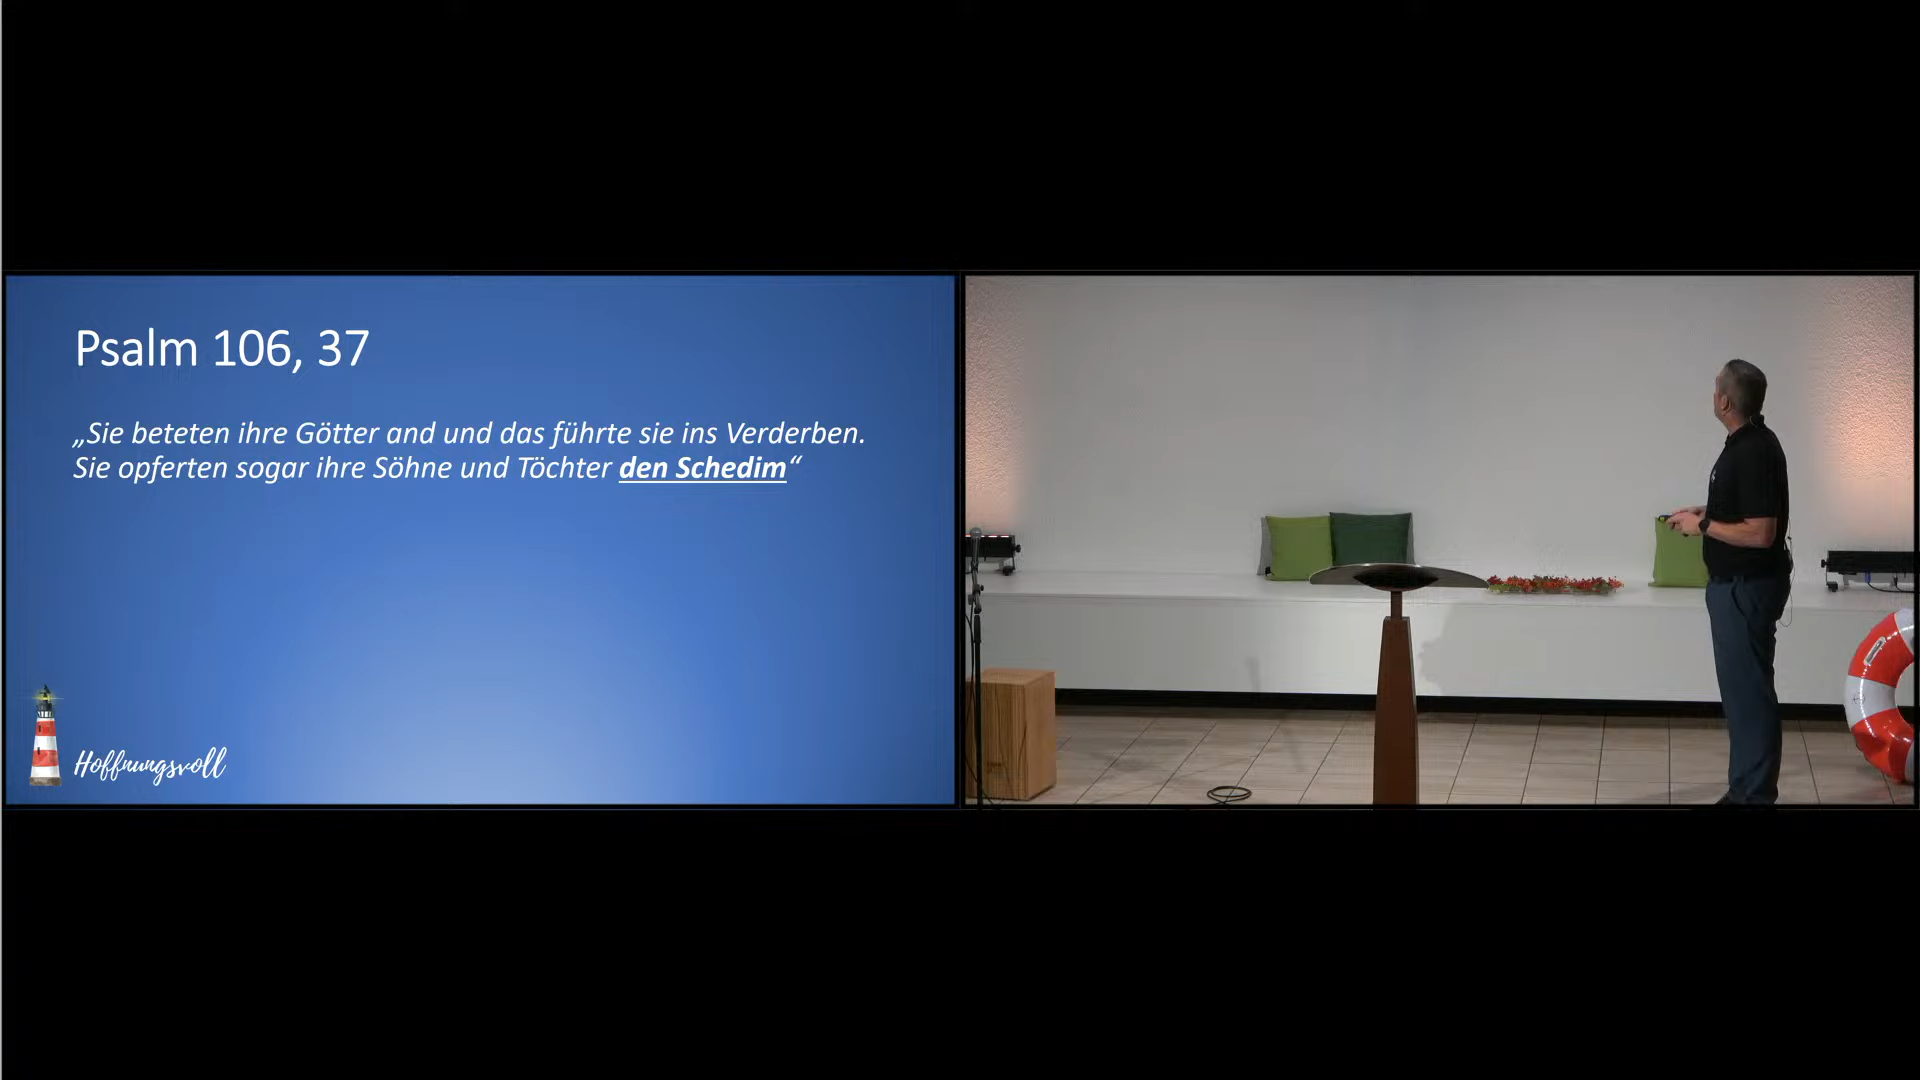 Psalm 106, 37
„Sie beteten ihre Götter and und das führte sie ins Verderben.
Sie opferten sogar ihre Söhne und Töchter den Schedim“
Hoffnungsvoll